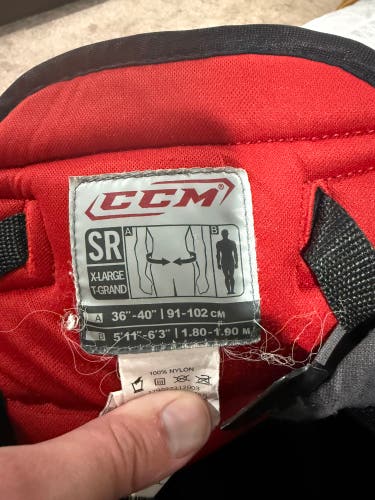 CCM
SR
X-LARGE
T-GRAND
A
B
A 36"-40" | 91-102 CM
B 5'11"-6'3" | 1.80-1.90 M
100% NYLON